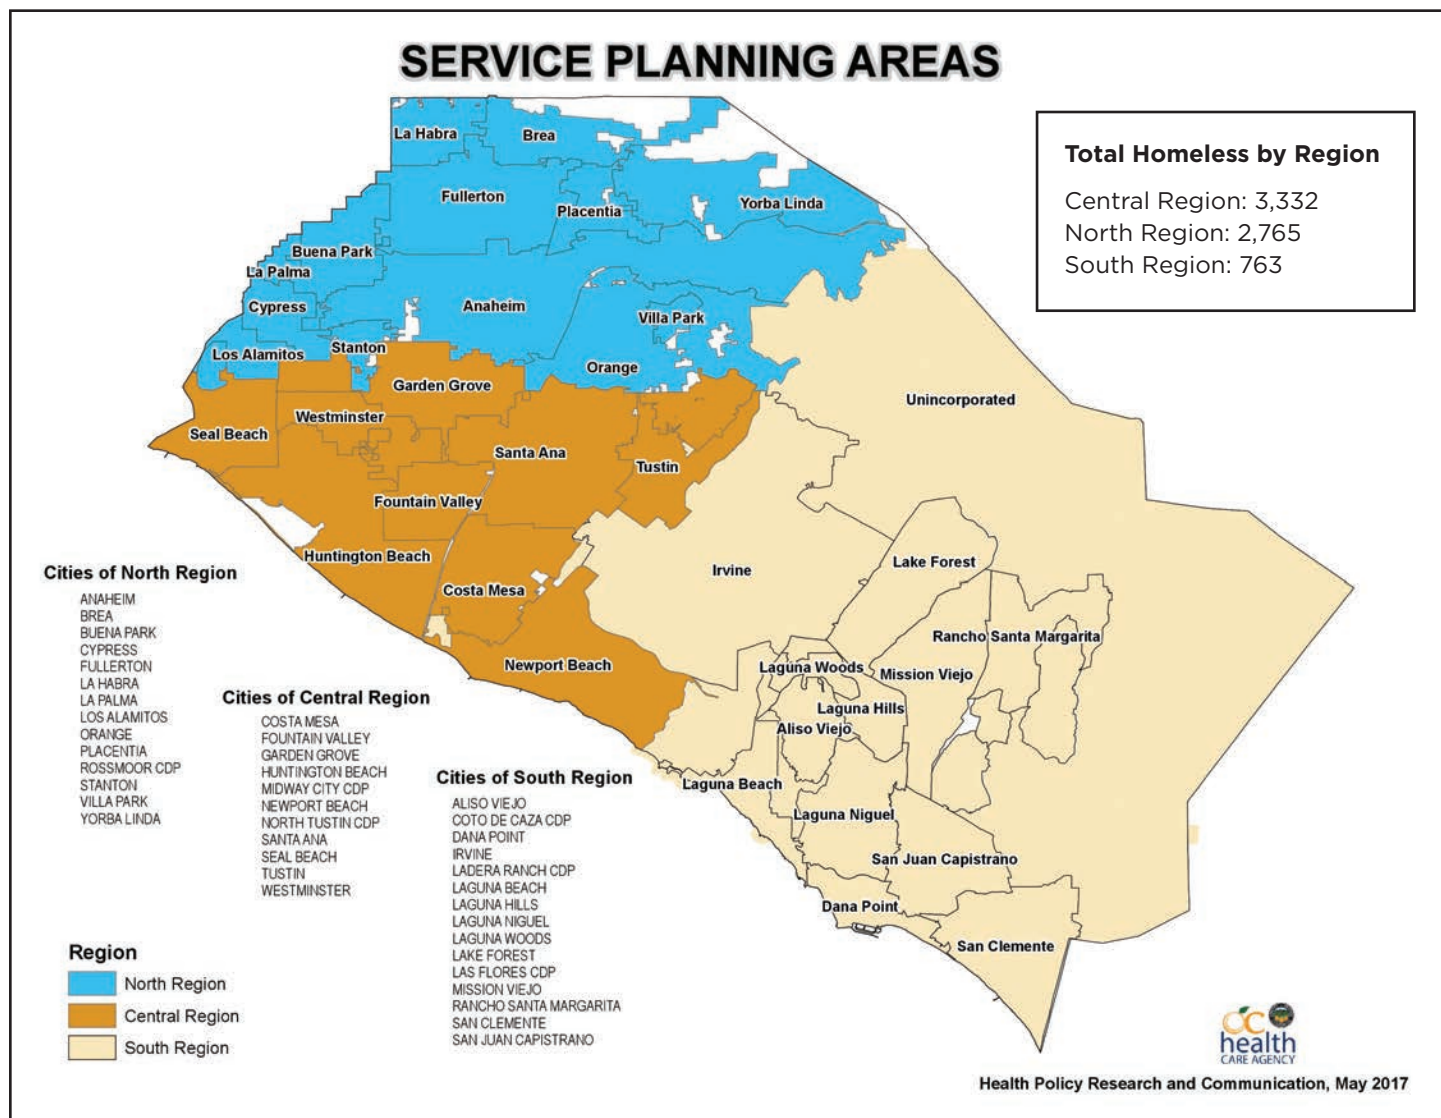 SERVICE PLANNING AREAS
Total Homeless by Region
Central Region: 3,332
North Region: 2,765
South Region: 763
La Habra
Brea
Fullerton
Placentia
Yorba Linda
Buena Park
La Palma
Cypress
Anaheim
Villa Park
Los Alamitos
Stanton
Orange
Garden Grove
Unincorporated
Westminster
Seal Beach
Santa Ana
Tustin
Fountain Valley
Huntington Beach
Costa Mesa
Irvine
Lake Forest
Rancho Santa Margarita
Newport Beach
Laguna Woods
Mission Viejo
Laguna Hills
Aliso Viejo
Laguna Beach
Laguna Niguel
San Juan Capistrano
Dana Point
San Clemente
Cities of North Region
ANAHEIM
BREA
BUENA PARK
CYPRESS
FULLERTON
LA HABRA
LA PALMA
LOS ALAMITOS
ORANGE
PLACENTIA
ROSSMOOR CDP
STANTON
VILLA PARK
YORBA LINDA
Cities of Central Region
COSTA MESA
FOUNTAIN VALLEY
GARDEN GROVE
HUNTINGTON BEACH
MIDWAY CITY CDP
NEWPORT BEACH
NORTH TUSTIN CDP
SANTA ANA
SEAL BEACH
TUSTIN
WESTMINSTER
Cities of South Region
ALISO VIEJO
COTO DE CAZA CDP
DANA POINT
IRVINE
LADERA RANCH CDP
LAGUNA BEACH
LAGUNA HILLS
LAGUNA NIGUEL
LAGUNA WOODS
LAKE FOREST
LAS FLORES CDP
MISSION VIEJO
RANCHO SANTA MARGARITA
SAN CLEMENTE
SAN JUAN CAPISTRANO
Region
North Region
Central Region
South Region
OC
health
CARE AGENCY
Health Policy Research and Communication, May 2017